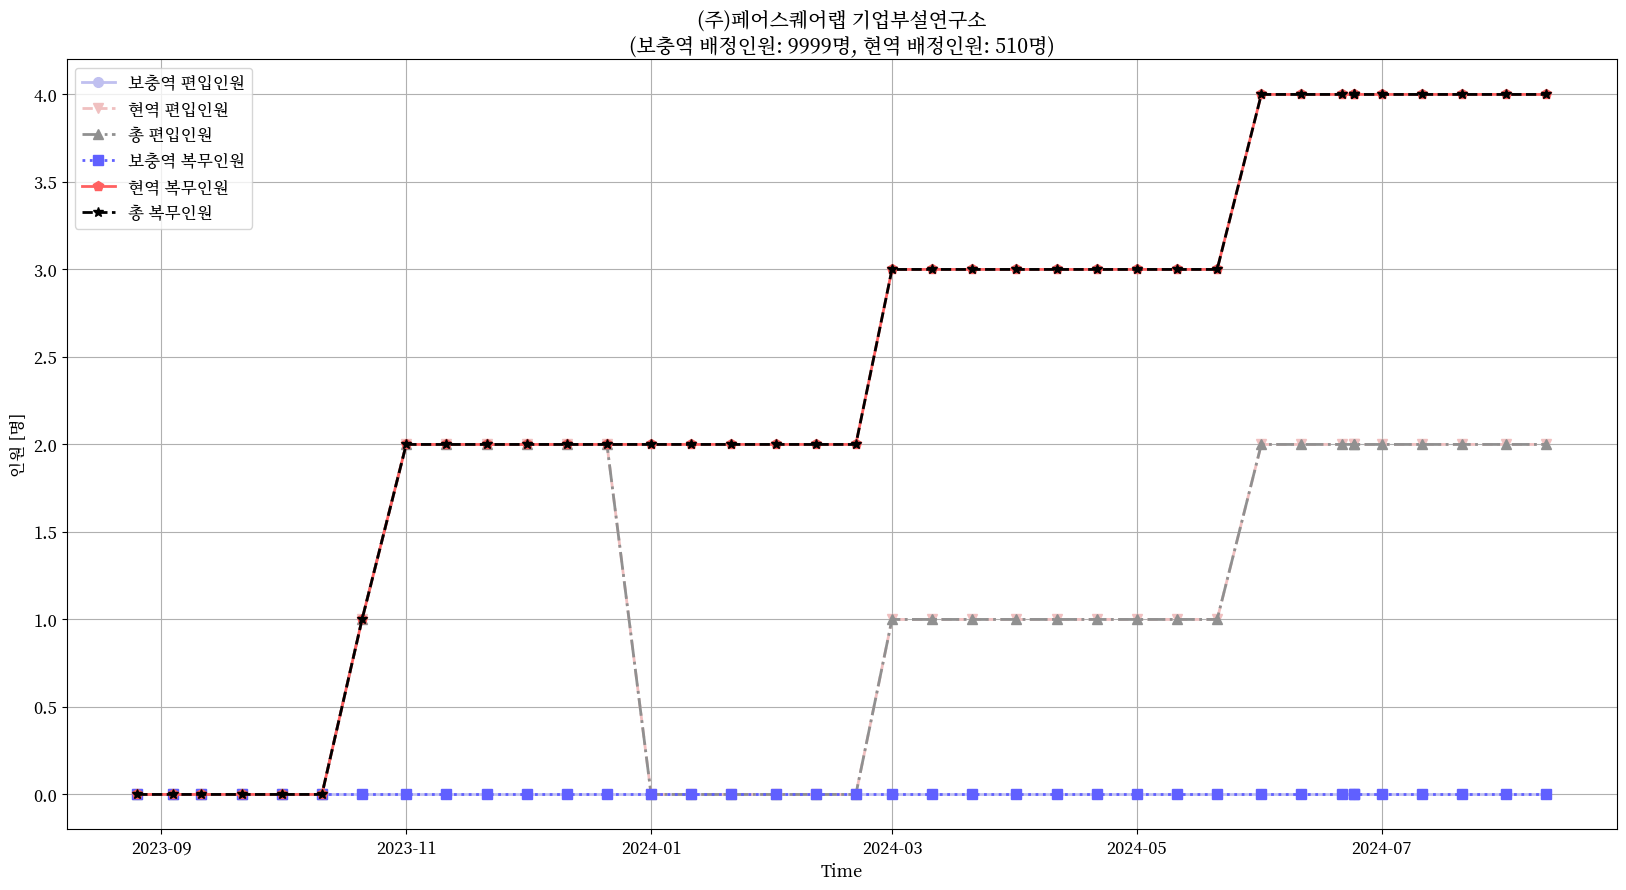 (주)페어스퀘어랩 기업부설연구소
(보충역 배정인원: 9999명, 현역 배정인원: 510명)
보충역 편입인원
현역 편입인원
총 편입인원
보충역 복무인원
현역 복무인원
총 복무인원
인원 [명]
4.0
3.5
3.0
2.5
2.0
1.5
1.0
0.5
0.0
2023-09
2023-11
2024-01
2024-03
2024-05
2024-07
Time